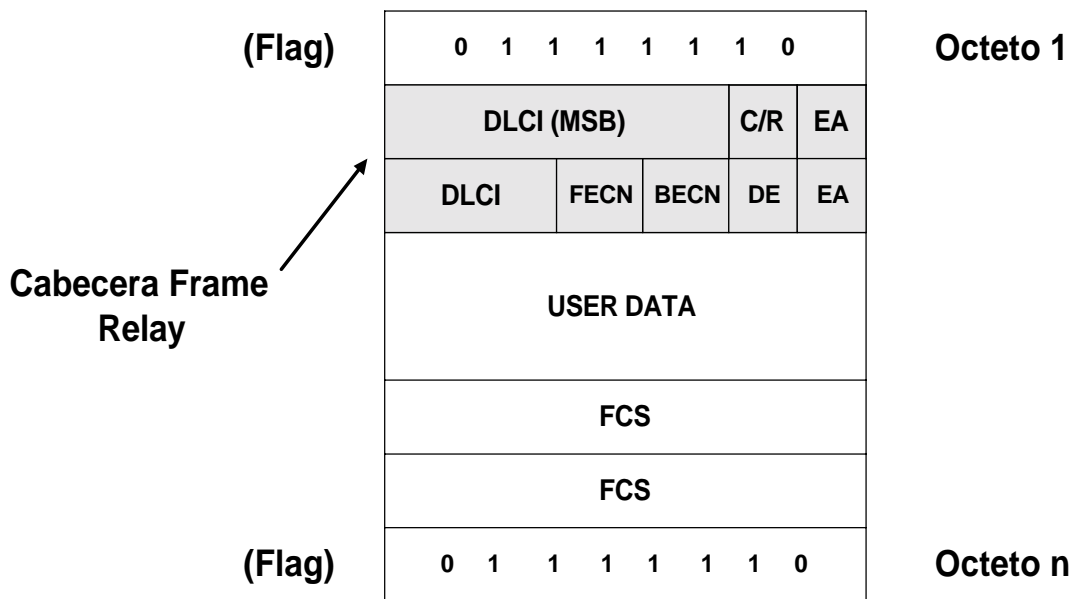 (Flag) 0 1 1 1 1 1 1 0 Octeto 1
DLCI (MSB) C/R EA
DLCI FECN BECN DE EA
Cabecera Frame
Relay
USER DATA
FCS
FCS
(Flag) 0 1 1 1 1 1 1 0 Octeto n